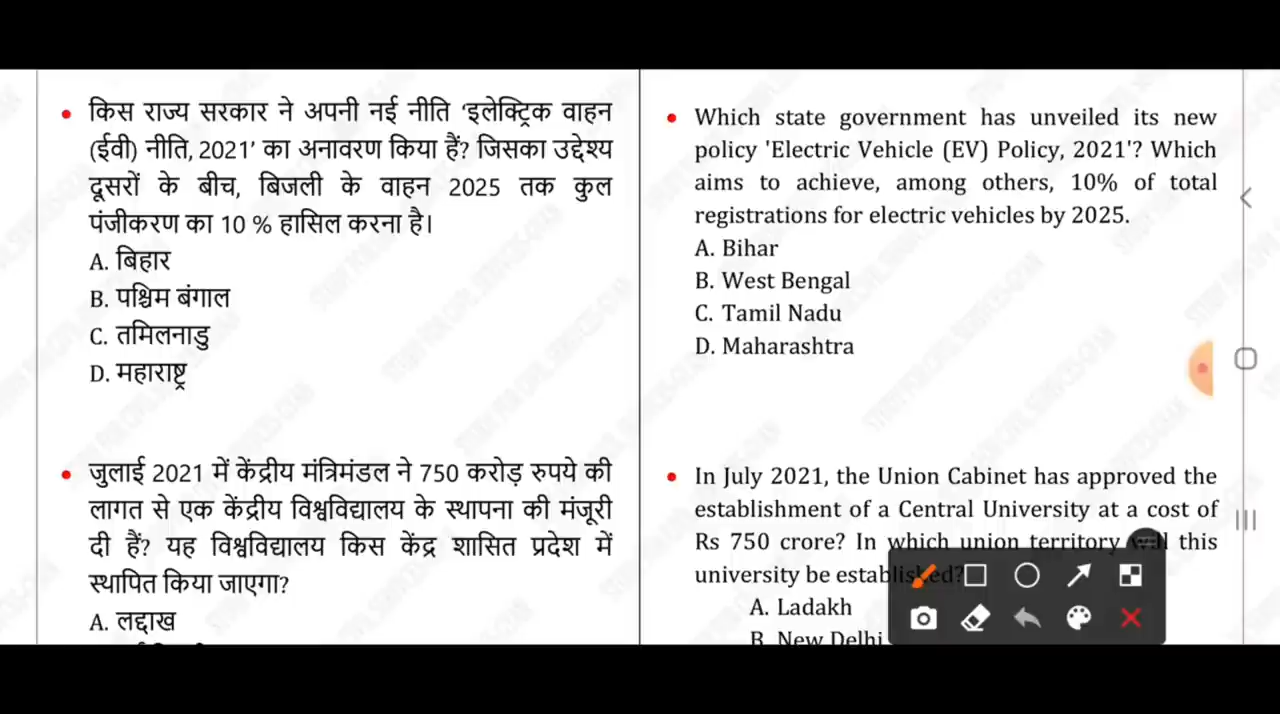 • किस राज्य सरकार ने अपनी नई नीति ‘इलेक्ट्रिक वाहन
(ईवी) नीति, 2021’ का अनावरण किया हैं? जिसका उद्देश्य
दूसरों के बीच, बिजली के वाहन 2025 तक कुल
पंजीकरण का 10 % हासिल करना है।
A. बिहार
B. पश्चिम बंगाल
C. तमिलनाडु
D. महाराष्ट्र
• जुलाई 2021 में केंद्रीय मंत्रिमंडल ने 750 करोड़ रुपये की
लागत से एक केंद्रीय विश्वविद्यालय के स्थापना की मंजूरी
दी हैं? यह विश्वविद्यालय किस केंद्र शासित प्रदेश में
स्थापित किया जाएगा?
A. लद्दाख
• Which state government has unveiled its new
policy 'Electric Vehicle (EV) Policy, 2021'? Which
aims to achieve, among others, 10% of total
registrations for electric vehicles by 2025.
A. Bihar
B. West Bengal
C. Tamil Nadu
D. Maharashtra
• In July 2021, the Union Cabinet has approved the
establishment of a Central University at a cost of
Rs 750 crore? In which union territory will this
university be established?
A. Ladakh
B. New Delhi